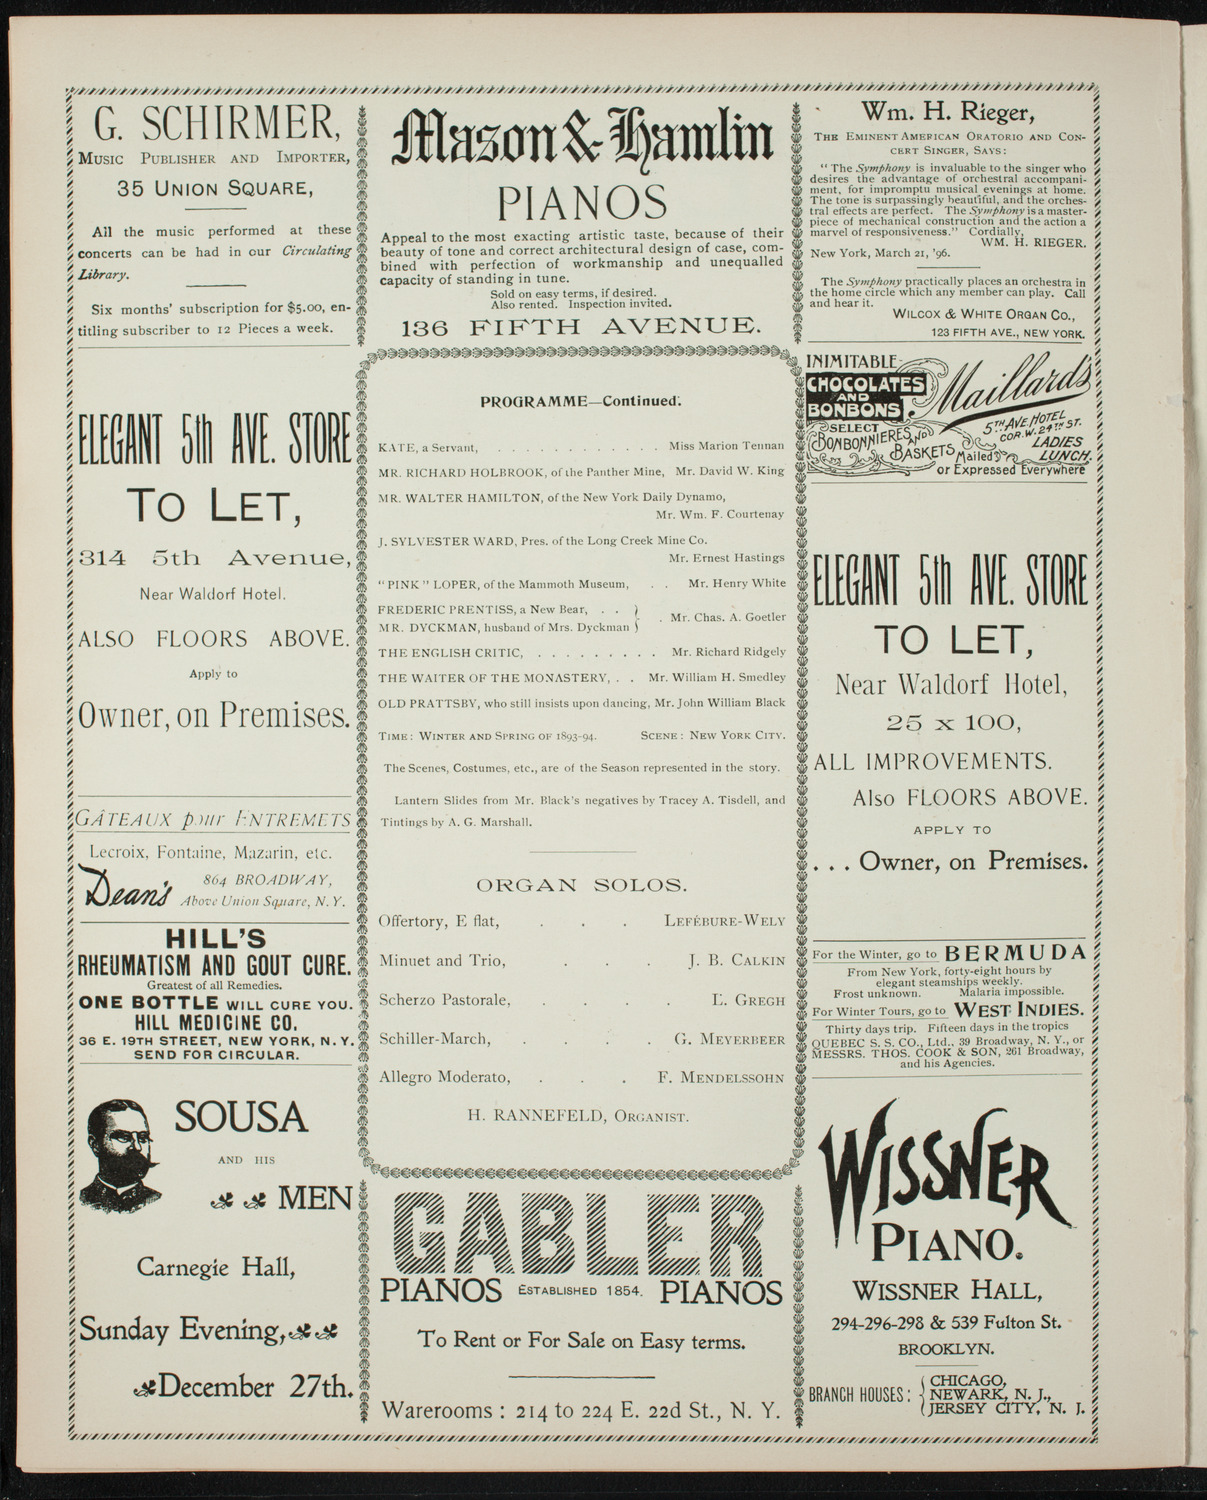 G. SCHIRMER,
MUSIC PUBLISHER AND IMPORTER,
35 UNION SQUARE,
All the music performed at these
concerts can be had in our Circulating
Library.
Six months' subscription for $5.00, en-
titling subscriber to 12 Pieces a week.
ELEGANT 5th AVE. STORE
TO LET,
314 5th Avenue,
Near Waldorf Hotel.
ALSO FLOORS ABOVE.
Apply to
Owner, on Premises.
GÂTEAUX pour ENTREMETS
Lecroix, Fontaine, Mazarin, etc.
Dean's
864 BROADWAY,
Above Union Square, N. Y.
HILL'S
RHEUMATISM AND GOUT CURE.
Greatest of all Remedies.
ONE BOTTLE WILL CURE YOU.
HILL MEDICINE CO.
36 E. 19TH STREET, NEW YORK, N. Y.
SEND FOR CIRCULAR.
SOUSA
AND HIS
MEN
Carnegie Hall,
Sunday Evening,
December 27th.
Mason & Hamlin
PIANOS
Appeal to the most exacting artistic taste, because of their
beauty of tone and correct architectural design of case, com-
bined with perfection of workmanship and unequalled
capacity of standing in tune.
Sold on easy terms, if desired.
Also rented. Inspection invited.
136 FIFTH AVENUE.
PROGRAMME—Continued.
KATE, a Servant, . . . . . . . . . . . . Miss Marion Tennan
MR. RICHARD HOLBROOK, of the Panther Mine, Mr. David W. King
MR. WALTER HAMILTON, of the New York Daily Dynamo,
Mr. Wm. F. Courtenay
J. SYLVESTER WARD, Pres. of the Long Creek Mine Co.
Mr. Ernest Hastings
"PINK" LOPER, of the Mammoth Museum, . . Mr. Henry White
FREDERIC PRENTISS, a New Bear, . . }
. Mr. Chas. A. Goetler
MR. DYCKMAN, husband of Mrs. Dyckman }
THE ENGLISH CRITIC, . . . . . . . . . Mr. Richard Ridgely
THE WAITER OF THE MONASTERY, . . Mr. William H. Smedley
OLD PRATTSBY, who still insists upon dancing, Mr. John William Black
TIME: WINTER AND SPRING OF 1893-94. SCENE: NEW YORK CITY.
The Scenes, Costumes, etc., are of the Season represented in the story.
Lantern Slides from Mr. Black's negatives by Tracey A. Tisdell, and
Tintings by A. G. Marshall.
ORGAN SOLOS.
Offertory, E flat, . . . LEFÉBURE-WELY
Minuet and Trio, . . . J. B. CALKIN
Scherzo Pastorale, . . . . L. GREGH
Schiller-March, . . . . G. MEYERBEER
Allegro Moderato, . . . F. MENDELSSOHN
H. RANNEFELD, ORGANIST.
GABLER
PIANOS ESTABLISHED 1854. PIANOS
To Rent or For Sale on Easy terms.
Warerooms: 214 to 224 E. 22d St., N. Y.
Wm. H. Rieger,
THE EMINENT AMERICAN ORATORIO AND CON-
CERT SINGER, SAYS:
"The Symphony is invaluable to the singer who
desires the advantage of orchestral accompani-
ment, for impromptu musical evenings at home.
The tone is surpassingly beautiful, and the orches-
tral effects are perfect. The Symphony is a master-
piece of mechanical construction and the action a
marvel of responsiveness." Cordially,
WM. H. RIEGER.
New York, March 21, '96.
The Symphony practically places an orchestra in
the home circle which any member can play. Call
and hear it.
WILCOX & WHITE ORGAN CO.,
123 FIFTH AVE., NEW YORK.
INIMITABLE
CHOCOLATES
AND
BONBONS
Maillard's
SELECT
BONBONNIERES AND
BASKETS
5TH AVE HOTEL
COR. W. 24TH ST.
LADIES
LUNCH.
Mailed
or Expressed Everywhere
ELEGANT 5th AVE. STORE
TO LET,
Near Waldorf Hotel,
25 x 100,
ALL IMPROVEMENTS.
Also FLOORS ABOVE.
APPLY TO
. . . Owner, on Premises.
For the Winter, go to BERMUDA
From New York, forty-eight hours by
elegant steamships weekly.
Frost unknown. Malaria impossible.
For Winter Tours, go to WEST INDIES.
Thirty days trip. Fifteen days in the tropics
QUEBEC S. S. CO., Ltd., 39 Broadway, N. Y., or
MESSRS. THOS. COOK & SON, 261 Broadway,
and his Agencies.
WISSNER
PIANO.
WISSNER HALL,
294-296-298 & 539 Fulton St.
BROOKLYN.
BRANCH HOUSES: { CHICAGO,
NEWARK, N. J.,
JERSEY CITY, N. J.